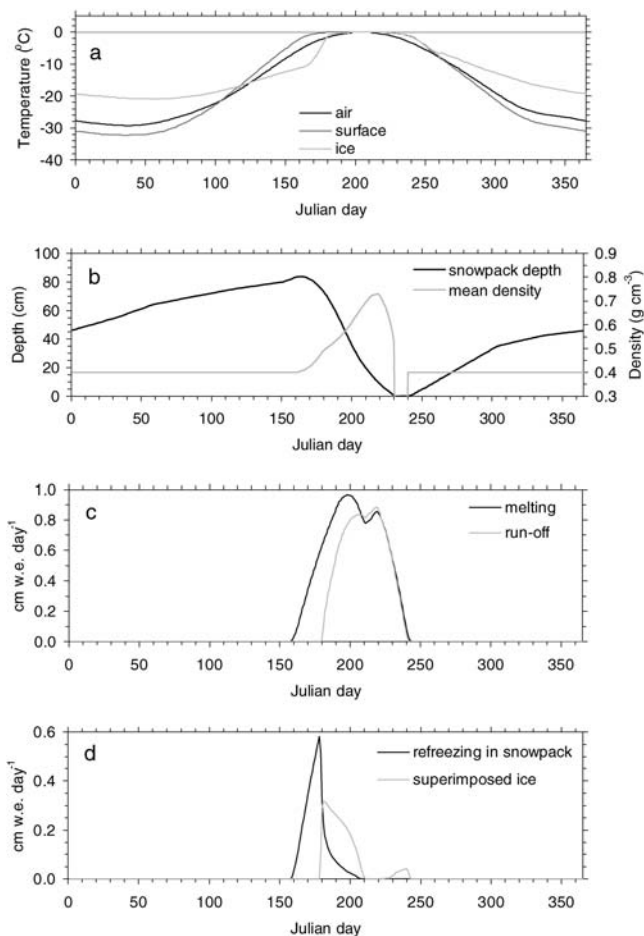 0
-10
-20
-30
-40
Temperature (⁰C)
a
air
surface
ice
0 50 100 150 200 250 300 350
Julian day
100
80
60
40
20
0
Depth (cm)
b
snowpack depth
mean density
0.9
0.8
0.7
0.6
0.5
0.4
0.3
Density (g cm⁻³)
0 50 100 150 200 250 300 350
Julian day
1.0
0.8
0.6
0.4
0.2
0.0
cm w.e. day⁻¹
c
melting
run-off
0 50 100 150 200 250 300 350
Julian day
0.6
0.4
0.2
0.0
cm w.e. day⁻¹
d
refreezing in snowpack
superimposed ice
0 50 100 150 200 250 300 350
Julian day